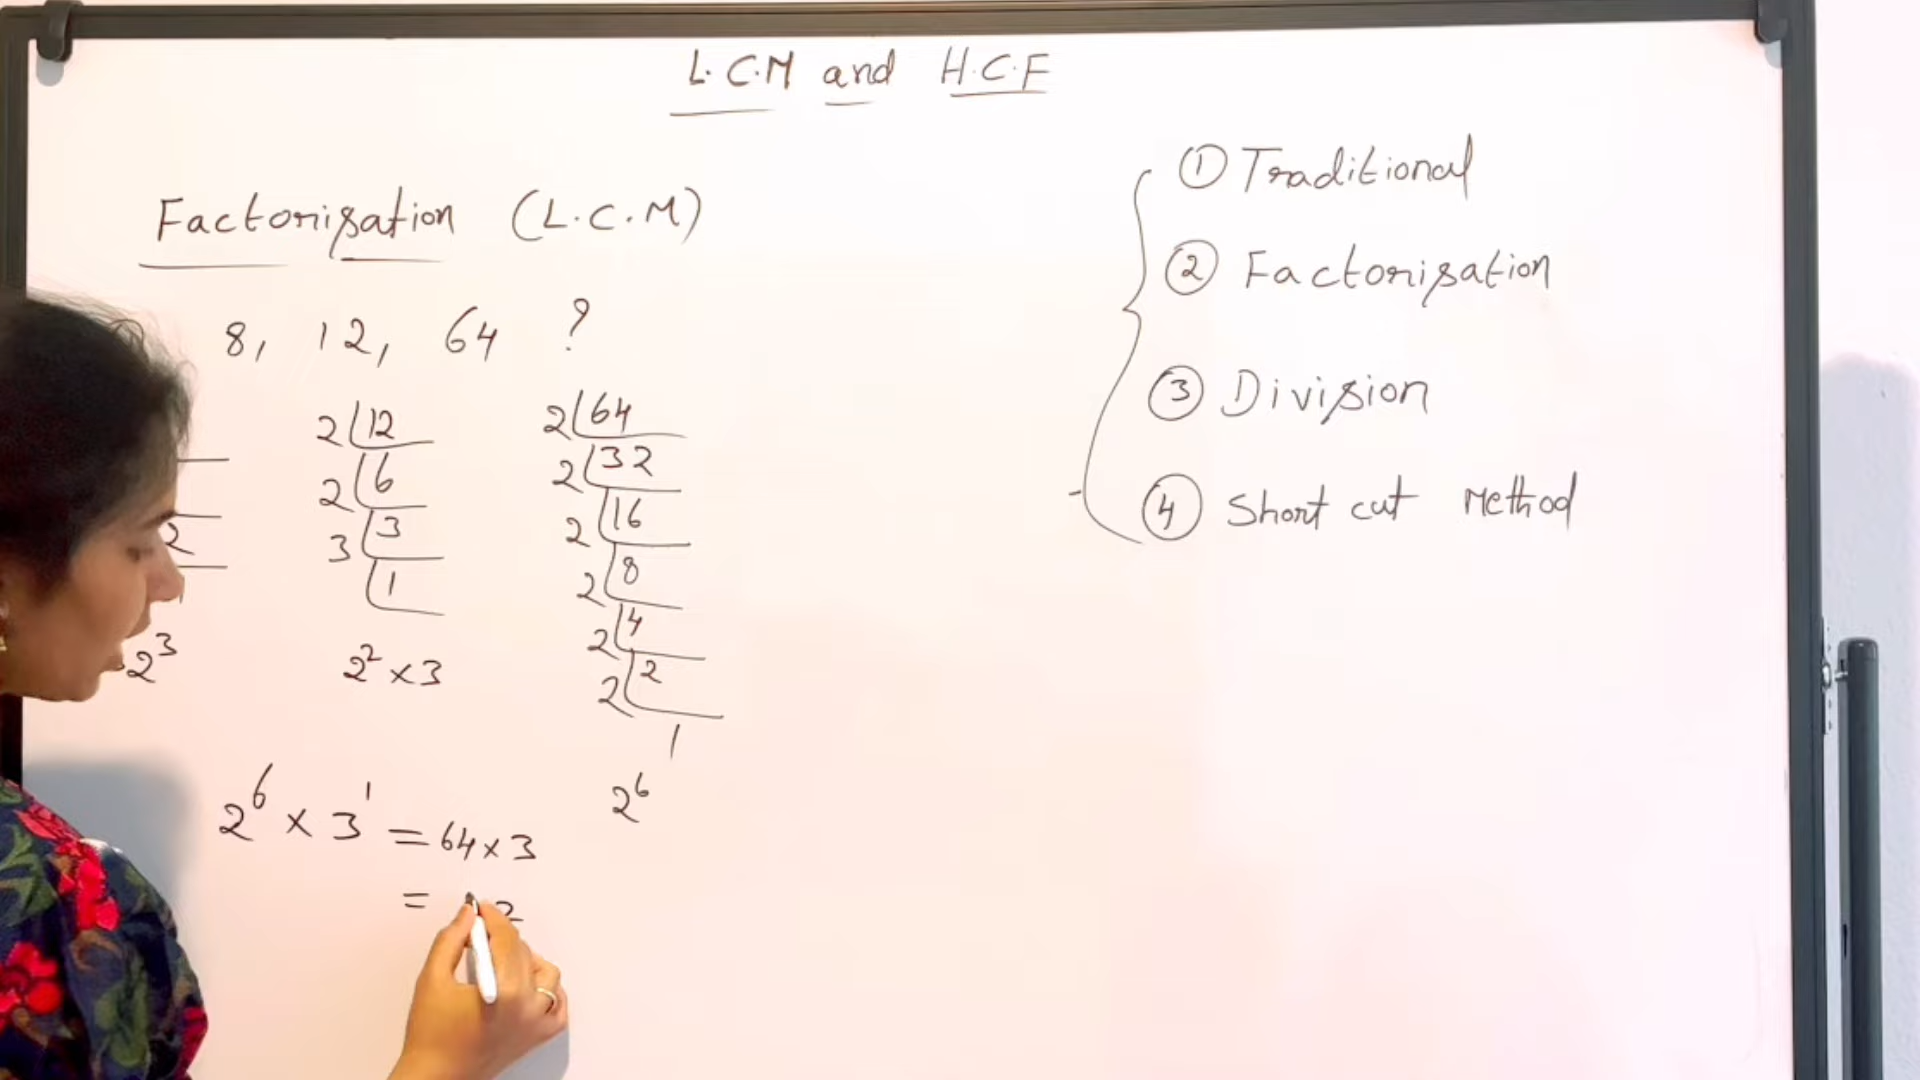 L.C.M and H.C.F
Factorisation (L.C.M)
8, 12, 64 ?
2 12
2 6
3 3
1
2² × 3
2 64
2 32
2 16
2 8
2 4
2 2
1
2⁶
2
2³
2⁶ × 3¹ = 64 × 3
= 2
① Traditional
② Factorisation
③ Division
④ Short cut Method